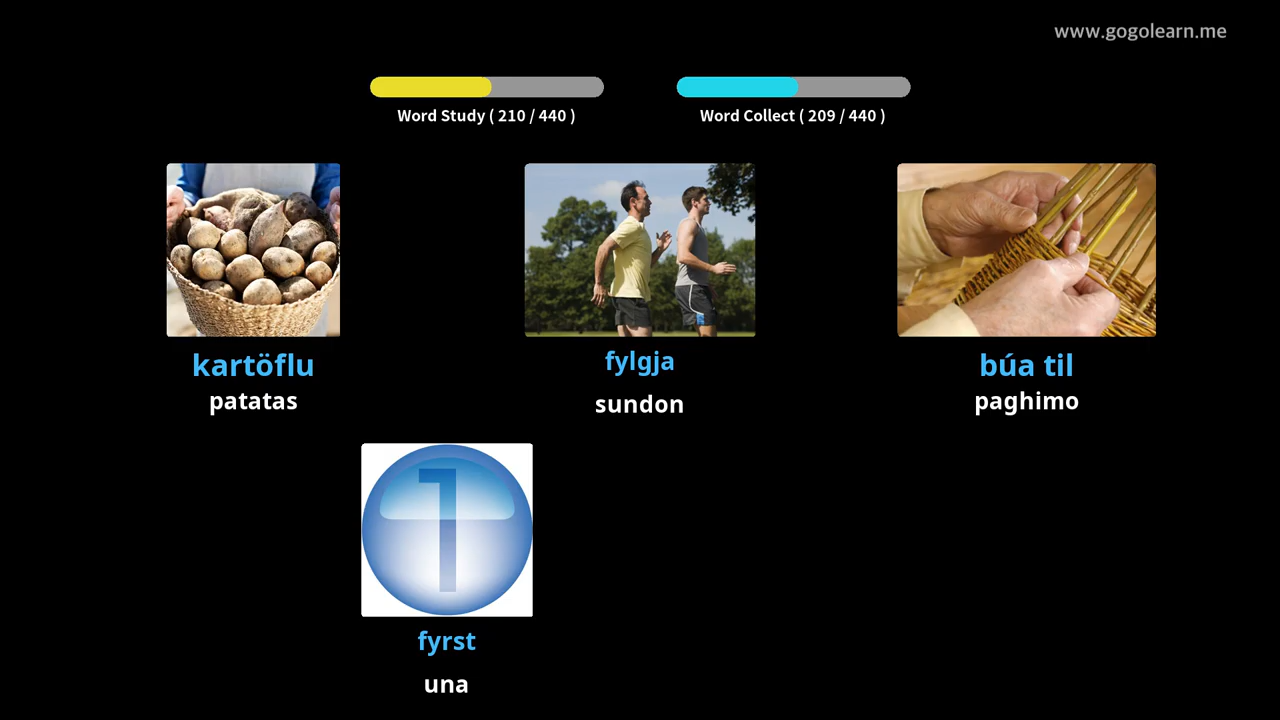 www.gogolearn.me
Word Study ( 210 / 440 )
Word Collect ( 209 / 440 )
kartöflu
patatas
fylgja
sundon
búa til
paghimo
1
fyrst
una